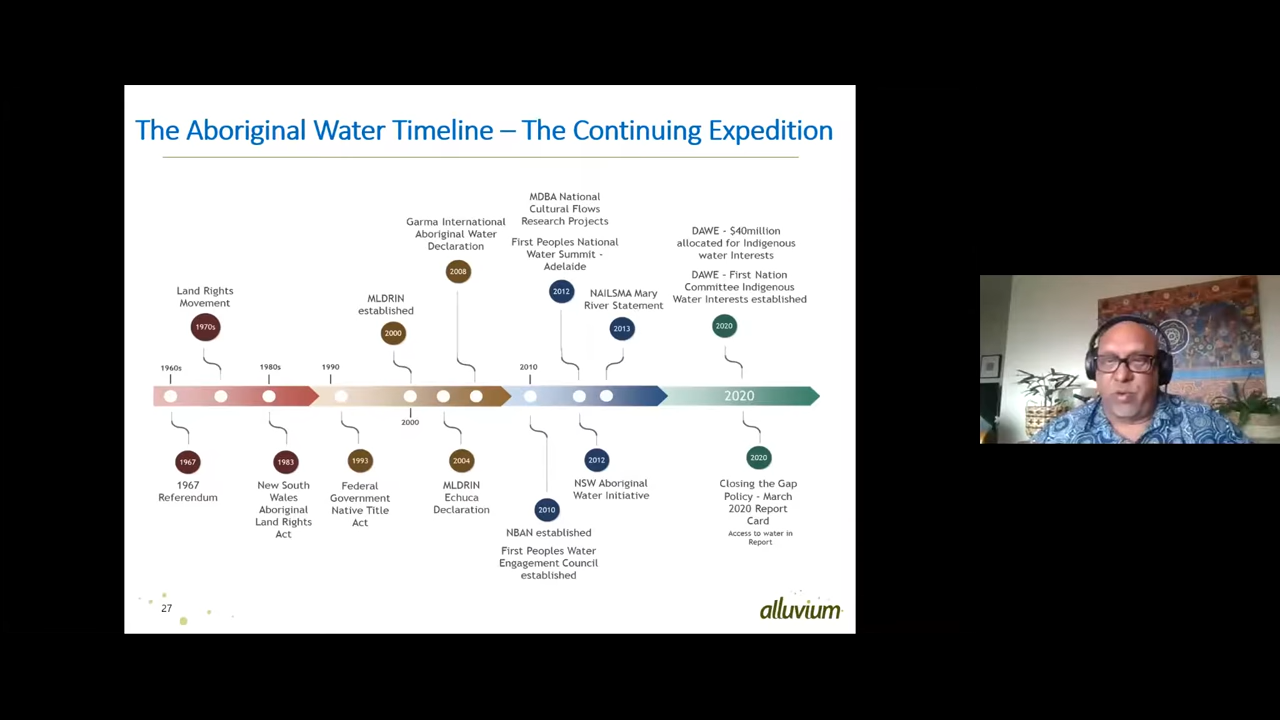 The Aboriginal Water Timeline – The Continuing Expedition
MDBA National
Cultural Flows
Research Projects
Garma International
Aboriginal Water
Declaration
First Peoples National
Water Summit -
Adelaide
DAWE - $40million
allocated for Indigenous
water Interests
DAWE - First Nation
Committee Indigenous
Water Interests established
Land Rights
Movement
MLDRIN
established
NAILSMA Mary
River Statement
2008
2012
1970s
2000
2013
2020
1960s
1980s
1990
2010
2020
2000
1967
1983
1993
2004
2012
2020
1967
Referendum
New South
Wales
Aboriginal
Land Rights
Act
Federal
Government
Native Title
Act
MLDRIN
Echuca
Declaration
2010
NBAN established
First Peoples Water
Engagement Council
established
NSW Aboriginal
Water Initiative
Closing the Gap
Policy - March
2020 Report
Card
Access to water in
Report
27
alluvium